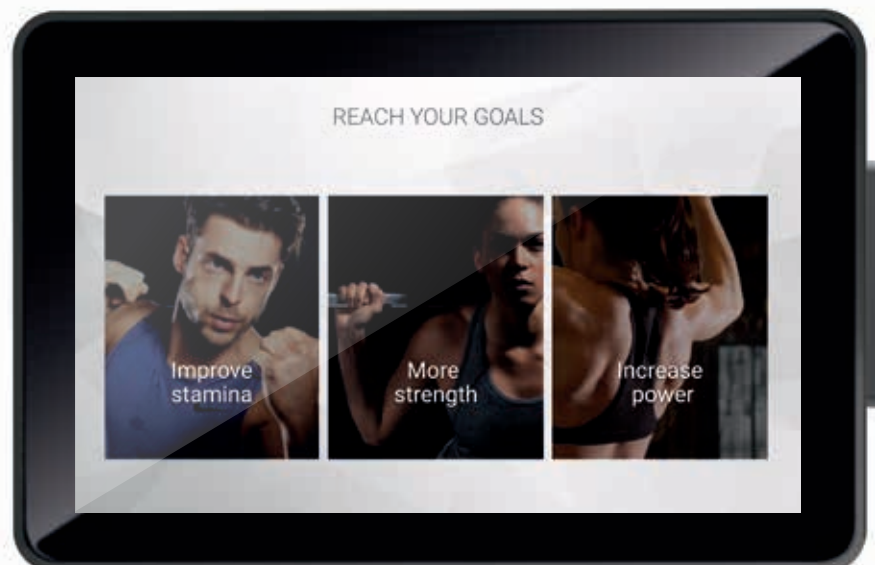 REACH YOUR GOALS
Improve
stamina
More
strength
Increase
power